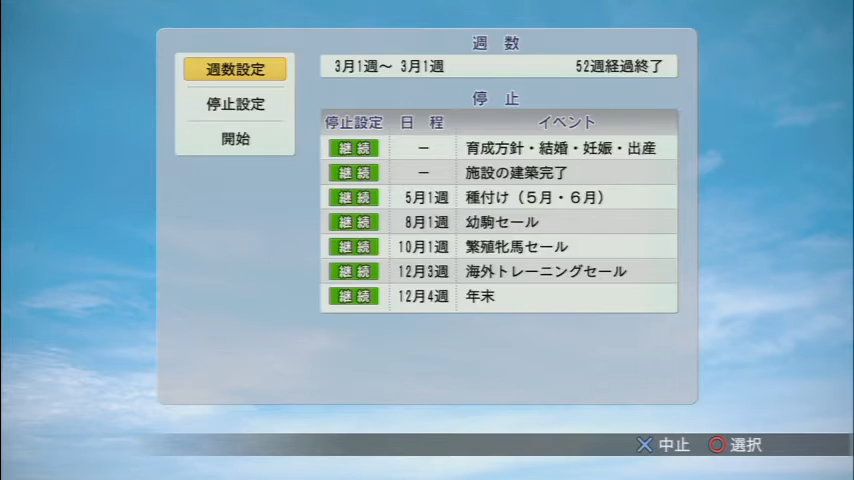 週数設定
停止設定
開始
週 数
3月1週～ 3月1週 52週経過終了
停 止
停止設定 日 程 イベント
継続 － 育成方針・結婚・妊娠・出産
継続 － 施設の建築完了
継続 5月1週 種付け（５月・６月）
継続 8月1週 幼駒セール
継続 10月1週 繁殖牝馬セール
継続 12月3週 海外トレーニングセール
継続 12月4週 年末
中止 選択